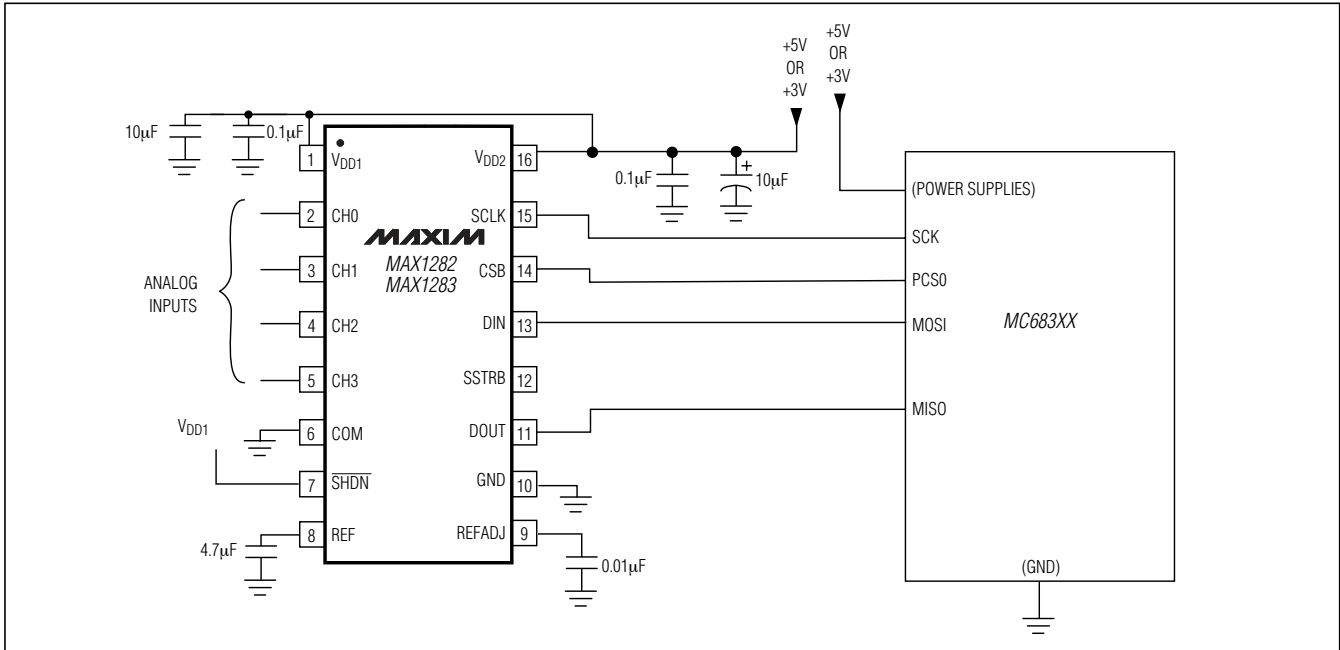 +5V
OR
+3V
+5V
OR
+3V
10μF
0.1μF
1
VDD1
VDD2
16
0.1μF
+
10μF
(POWER SUPPLIES)
2
CH0
SCLK
15
SCK
MAXIM
MAX1282
MAX1283
ANALOG
INPUTS
3
CH1
CSB
14
PCS0
4
CH2
DIN
13
MOSI
MC683XX
5
CH3
SSTRB
12
VDD1
6
COM
DOUT
11
MISO
7
SHDN
GND
10
8
REF
REFADJ
9
4.7μF
0.01μF
(GND)